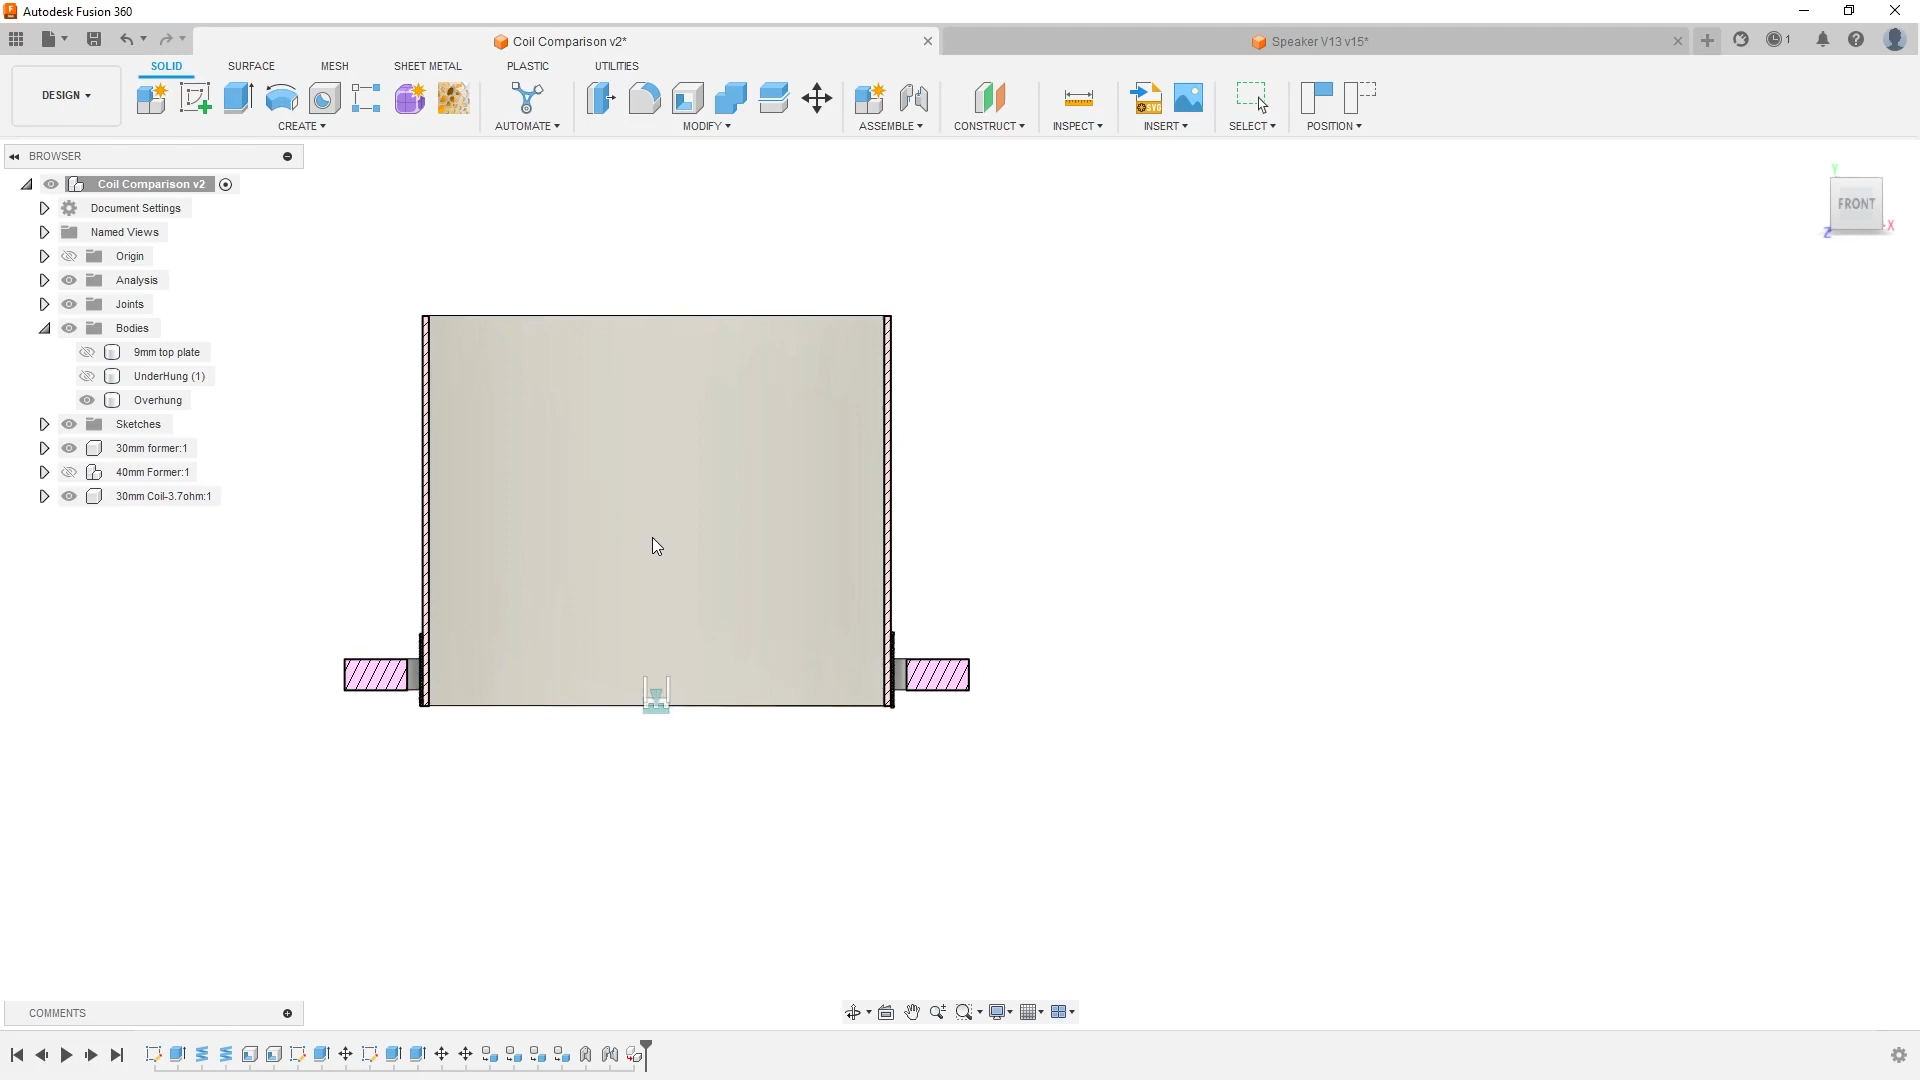 Autodesk Fusion 360
Coil Comparison v2*
Speaker V13 v15*
1
SOLID
SURFACE
MESH
SHEET METAL
PLASTIC
UTILITIES
DESIGN
CREATE
AUTOMATE
MODIFY
ASSEMBLE
CONSTRUCT
INSPECT
INSERT
SELECT
POSITION
BROWSER
Coil Comparison v2
Document Settings
Named Views
Origin
Analysis
Joints
Bodies
9mm top plate
UnderHung (1)
Overhung
Sketches
30mm former:1
40mm Former:1
30mm Coil-3.7ohm:1
Y
FRONT
X
Z
COMMENTS